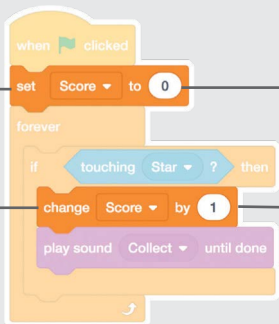 when clicked
set Score to 0
forever
if touching Star ? then
change Score by 1
play sound Collect until done